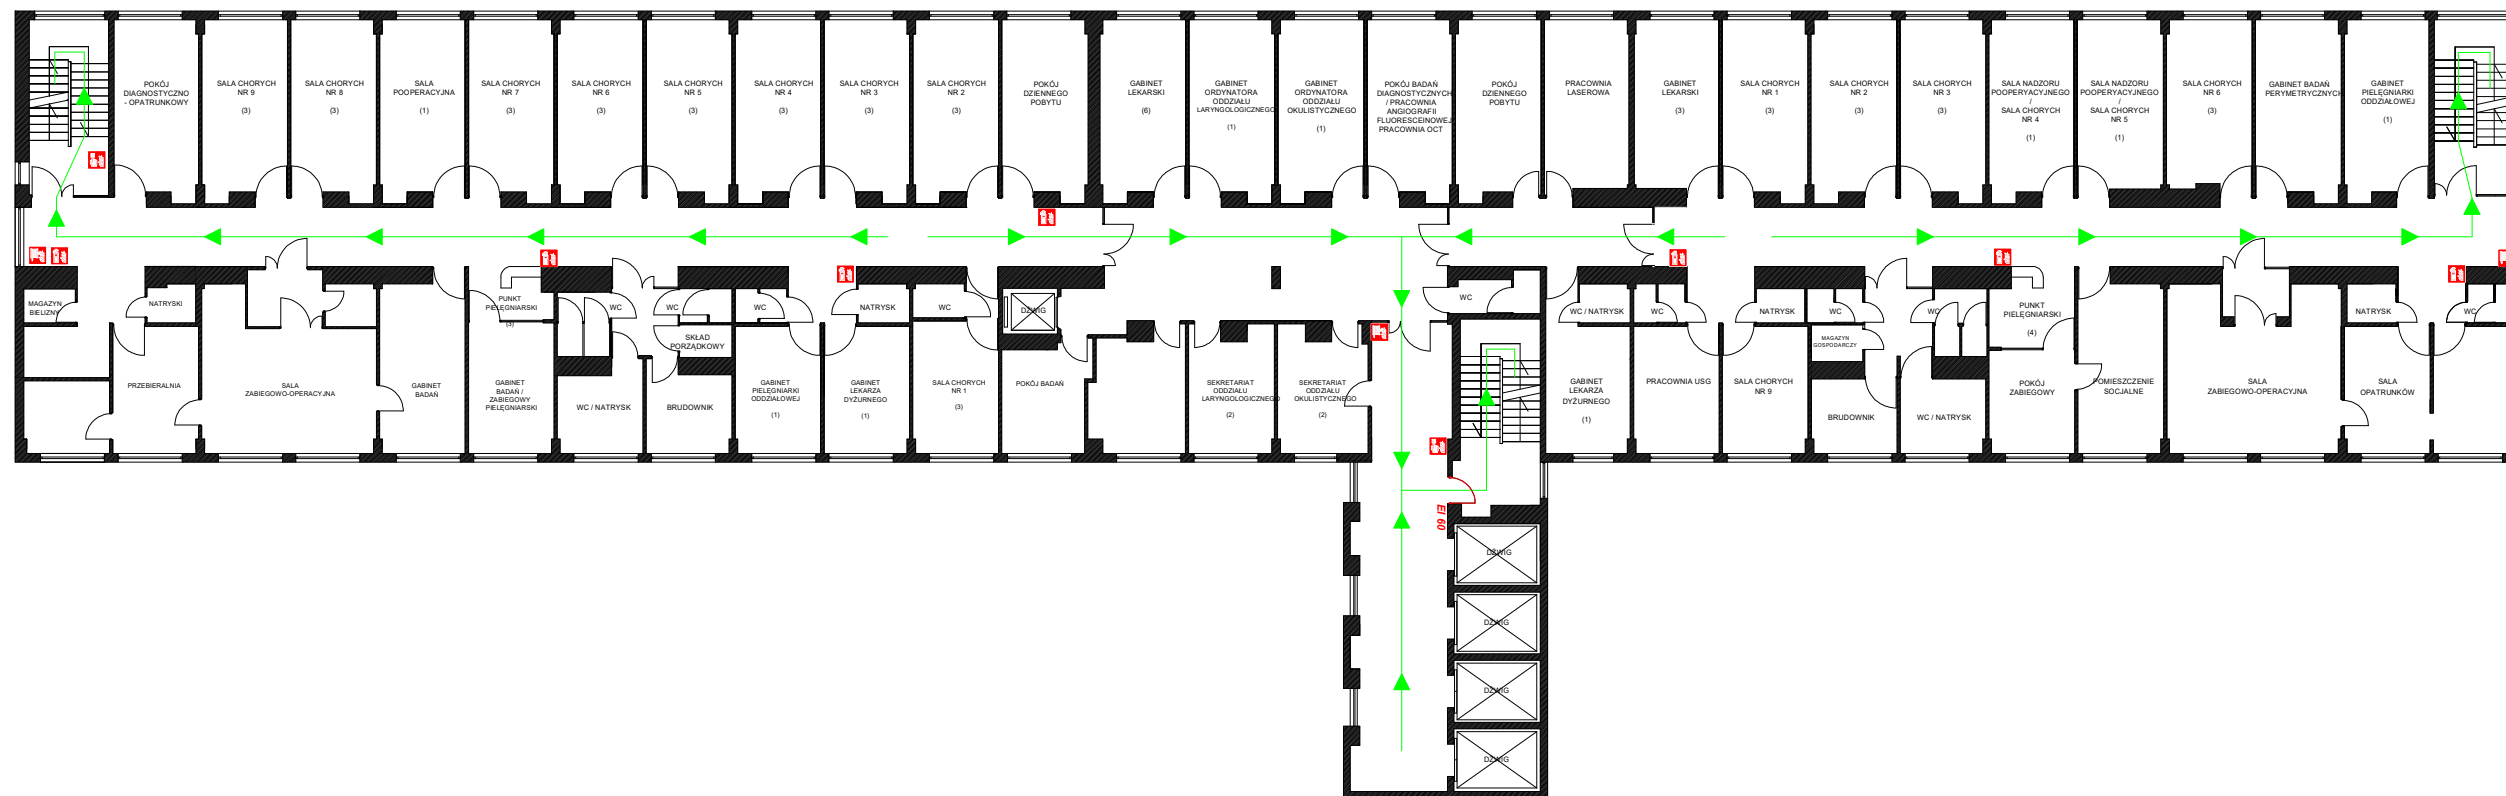 POKÓJ
DIAGNOSTYCZNO
- OPATRUNKOWY
SALA CHORYCH
NR 9
(3)
SALA CHORYCH
NR 8
(3)
SALA
POOPERACYJNA
(1)
SALA CHORYCH
NR 7
(3)
SALA CHORYCH
NR 6
(3)
SALA CHORYCH
NR 5
(3)
SALA CHORYCH
NR 4
(3)
SALA CHORYCH
NR 3
(3)
SALA CHORYCH
NR 2
(3)
POKÓJ
DZIENNEGO
POBYTU
GABINET
LEKARSKI
(6)
GABINET
ORDYNATORA
ODDZIAŁU
LARYNGOLOGICZNEGO
(1)
GABINET
ORDYNATORA
ODDZIAŁU
OKULISTYCZNEGO
(1)
POKÓJ BADAŃ
DIAGNOSTYCZNYCH
/ PRACOWNIA
ANGIOGRAFII
FLUORESCEINOWEJ
PRACOWNIA OCT
POKÓJ
DZIENNEGO
POBYTU
PRACOWNIA
LASEROWA
GABINET
LEKARSKI
(3)
SALA CHORYCH
NR 1
(3)
SALA CHORYCH
NR 2
(3)
SALA CHORYCH
NR 3
(3)
SALA NADZORU
POOPERYACYJNEGO
/
SALA CHORYCH
NR 4
(1)
SALA NADZORU
POOPERYACYJNEGO
/
SALA CHORYCH
NR 5
(1)
SALA CHORYCH
NR 6
(3)
GABINET BADAŃ
PERYMETRYCZNYCH
GABINET
PIELĘGNIARKI
ODDZIAŁOWEJ
(1)
MAGAZYN
BIELIZNY
NATRYSKI
PRZEBIERALNIA
SALA
ZABIEGOWO-OPERACYJNA
GABINET
BADAŃ
PUNKT
PIELĘGNIARSKI
(3)
GABINET
BADAŃ /
ZABIEGOWY
PIELĘGNIARSKI
WC
WC / NATRYSK
WC
SKŁAD
PORZĄDKOWY
BRUDOWNIK
WC
GABINET
PIELĘGNIARKI
ODDZIAŁOWEJ
(1)
NATRYSK
GABINET
LEKARZA
DYŻURNEGO
(1)
WC
SALA CHORYCH
NR 1
(3)
DŹWIG
POKÓJ BADAŃ
SEKRETARIAT
ODDZIAŁU
LARYNGOLOGICZNEGO
(2)
SEKRETARIAT
ODDZIAŁU
OKULISTYCZNEGO
(2)
WC
WC / NATRYSK
GABINET
LEKARZA
DYŻURNEGO
(1)
WC
PRACOWNIA USG
NATRYSK
SALA CHORYCH
NR 9
WC
MAGAZYN
GOSPODARCZY
BRUDOWNIK
WC
WC / NATRYSK
PUNKT
PIELĘGNIARSKI
(4)
POKÓJ
ZABIEGOWY
POMIESZCZENIE
SOCJALNE
SALA
ZABIEGOWO-OPERACYJNA
NATRYSK
SALA
OPATRUNKÓW
WC
EI 60
DŹWIG
DŹWIG
DŹWIG
DŹWIG